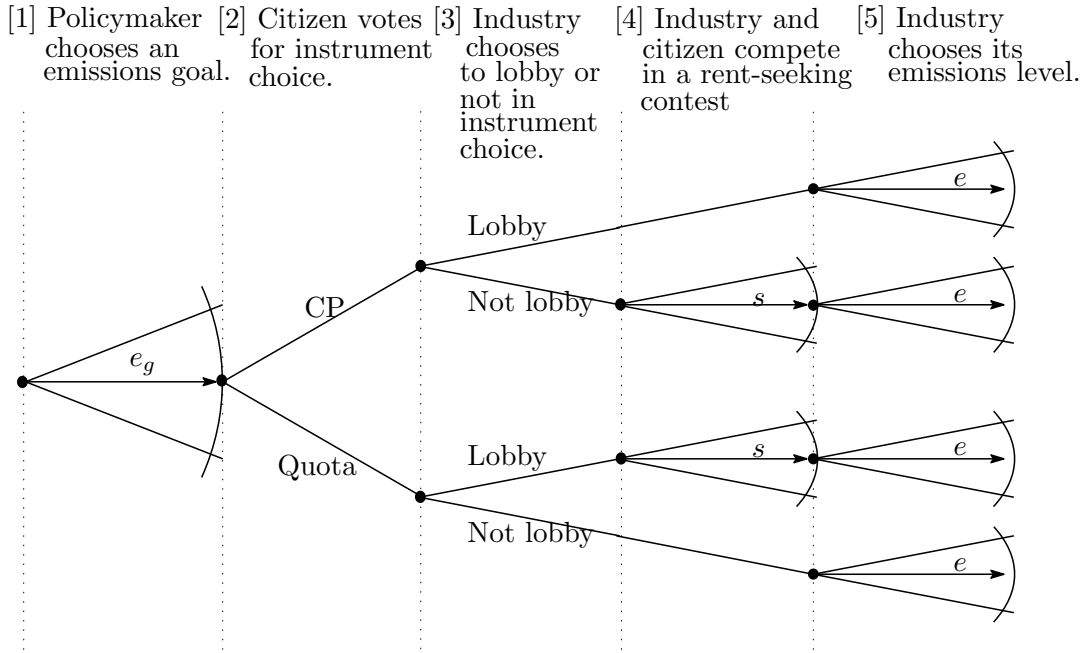 [1] Policymaker
chooses an
emissions goal.
[2] Citizen votes
for instrument
choice.
[3] Industry
chooses
to lobby or
not in
instrument
choice.
[4] Industry and
citizen compete
in a rent-seeking
contest
[5] Industry
chooses its
emissions level.
e
Lobby
CP
Not lobby
s
e
e_g
Quota
Lobby
s
e
Not lobby
e